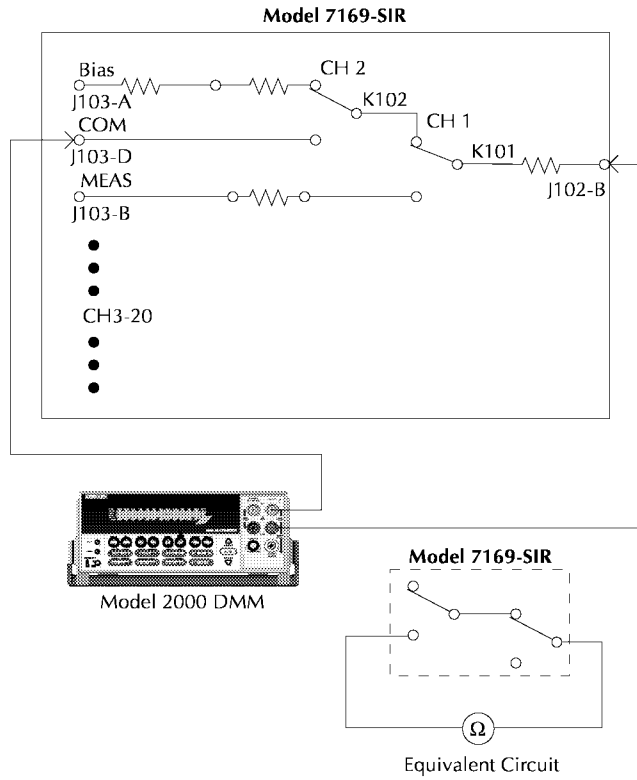 Model 7169-SIR
Bias
CH 2
J103-A
K102
COM
CH 1
J103-D
K101
MEAS
J102-B
J103-B
CH3-20
Model 2000 DMM
Model 7169-SIR
Ω
Equivalent Circuit